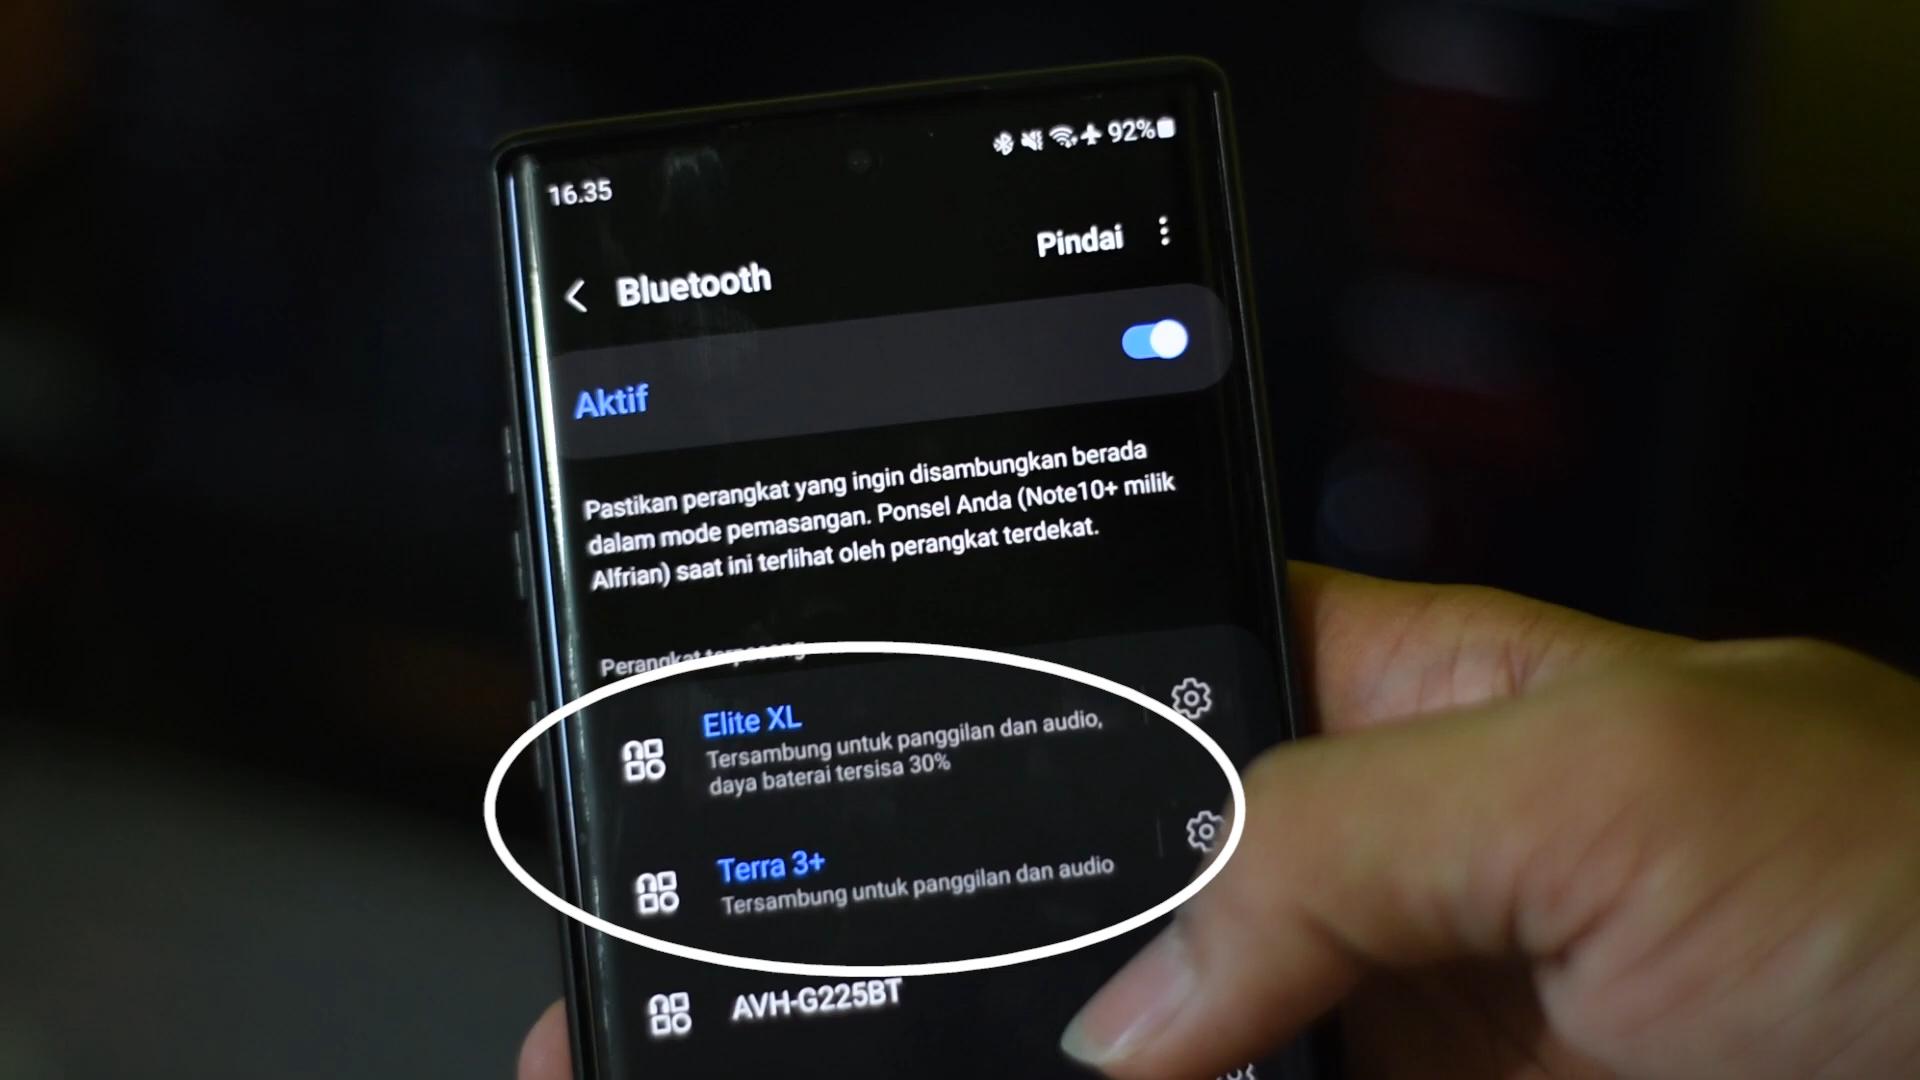 16.35
92%
Pindai
Bluetooth
Aktif
Pastikan perangkat yang ingin disambungkan berada
dalam mode pemasangan. Ponsel Anda (Note10+ milik
Alfrian) saat ini terlihat oleh perangkat terdekat.
Perangkat terpasang
Elite XL
Tersambung untuk panggilan dan audio,
daya baterai tersisa 30%
Terra 3+
Tersambung untuk panggilan dan audio
AVH-G225BT